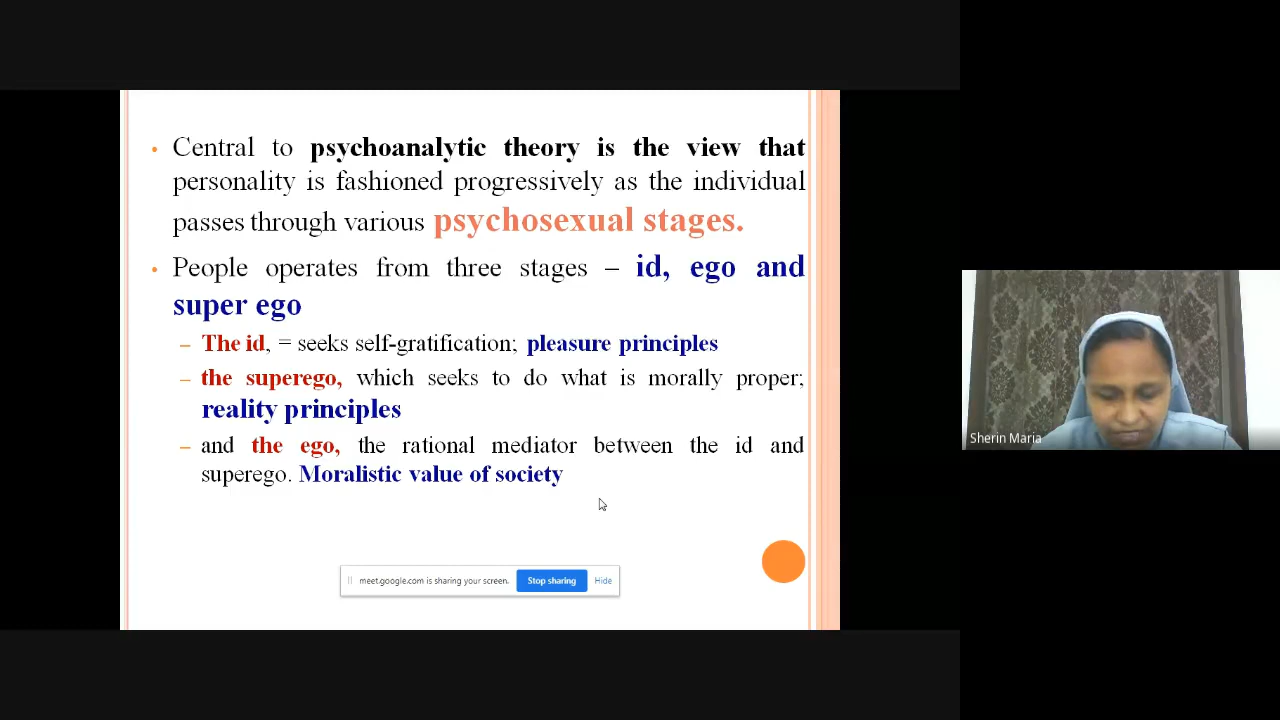 • Central to psychoanalytic theory is the view that
personality is fashioned progressively as the individual
passes through various psychosexual stages.
• People operates from three stages – id, ego and
super ego
– The id, = seeks self-gratification; pleasure principles
– the superego, which seeks to do what is morally proper;
reality principles
– and the ego, the rational mediator between the id and
superego. Moralistic value of society
meet.google.com is sharing your screen. Stop sharing Hide
Sherin Maria